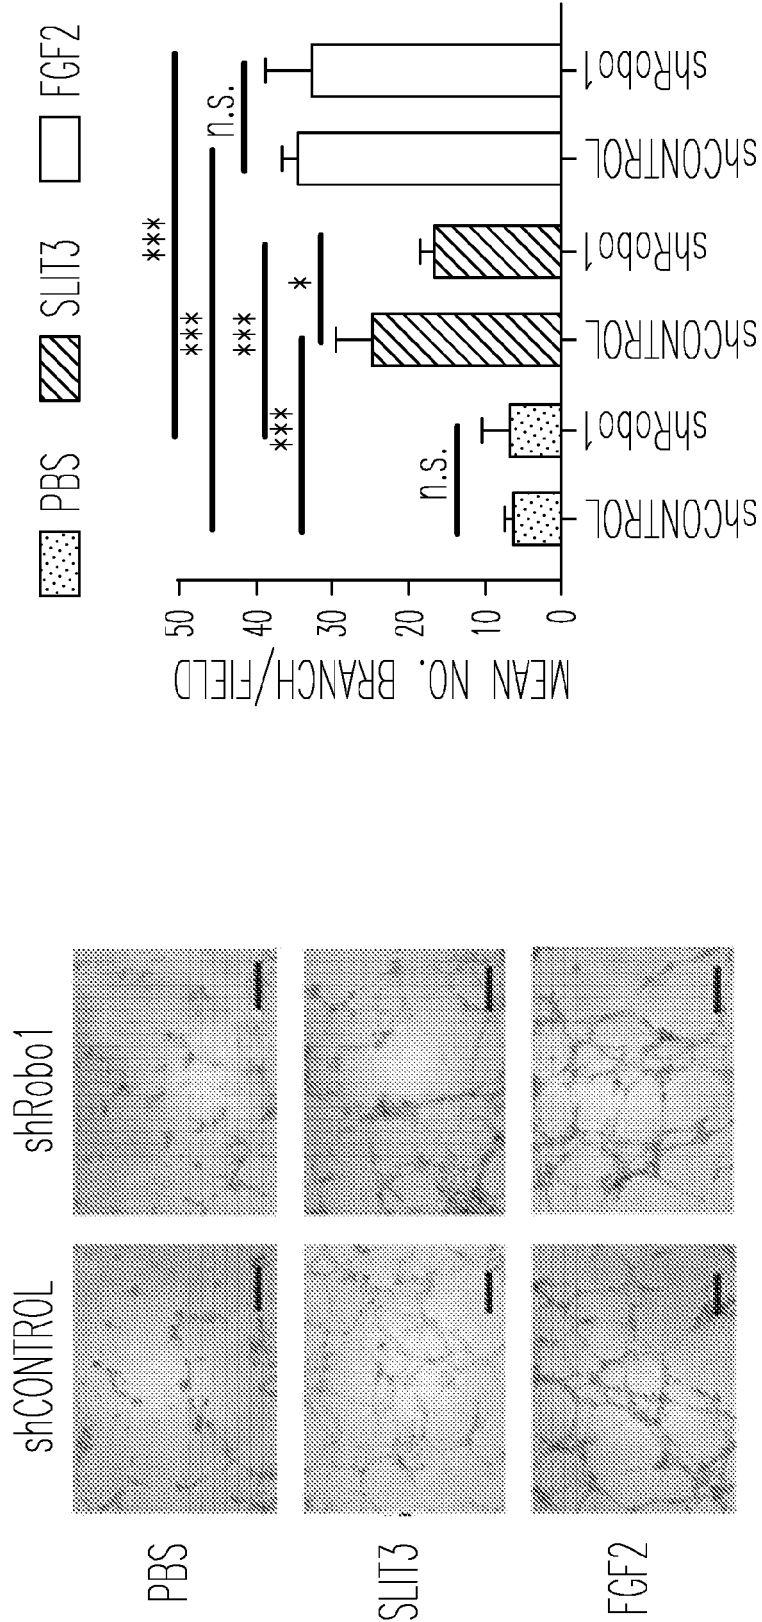 shCONTROL shRobo1
PBS
SLIT3
FGF2
PBS SLIT3 FGF2
MEAN NO. BRANCH/FIELD
50
40
30
20
10
0
***
***
n.s.
***
***
*
n.s.
shCONTROL
shRobo1
shCONTROL
shRobo1
shCONTROL
shRobo1